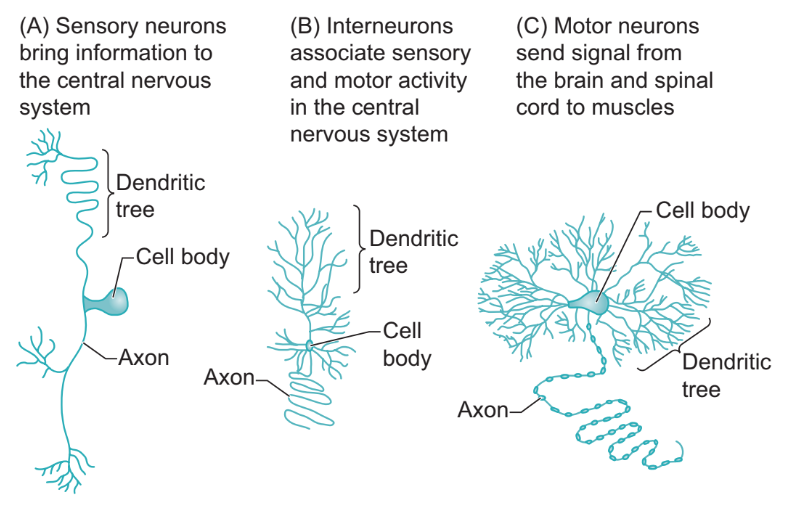 (A) Sensory neurons
bring information to
the central nervous
system
(B) Interneurons
associate sensory
and motor activity
in the central
nervous system
(C) Motor neurons
send signal from
the brain and spinal
cord to muscles
Dendritic
tree
Cell body
Axon
Dendritic
tree
Cell
body
Axon
Cell body
Dendritic
tree
Axon